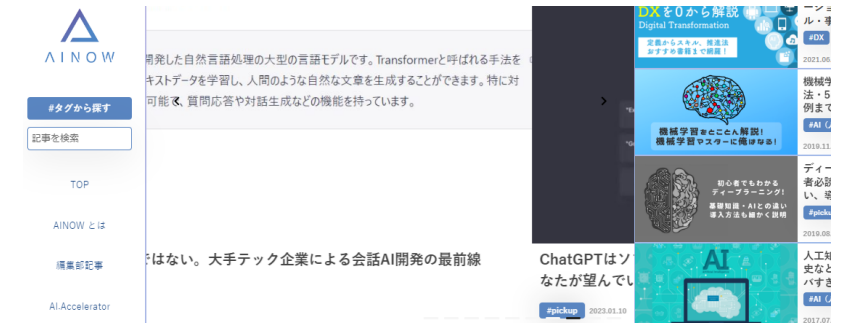 AINOW
#タグから探す
記事を検索
TOP
AINOW とは
編集部記事
AI.Accelerator
開発した自然言語処理の大型の言語モデルです。Transformerと呼ばれる手法を
キストデータを学習し、人間のような自然な文章を生成することができます。特に対
可能で、質問応答や対話生成などの機能を持っています。
ではない。大手テック企業による会話AI開発の最前線
ChatGPTはソ
なたが望んでい
#pickup 2023.01.10
DXを0から解説
Digital Transformation
定義からスキル、推進法
おすすめ書籍まで網羅！
ル・事
#DX
2021.06
機械学習をとことん解説!
機械学習マスターに俺はなる!
機械学
法・5
例まで
#AI（
2019.11
初心者でもわかる
ディープラーニング!
基礎知識・AIとの違い
導入方法も細かく説明
ディー
者必読
い、導
#picku
2019.08
AI
人工知
史など
バすき
#AI（
2017.07